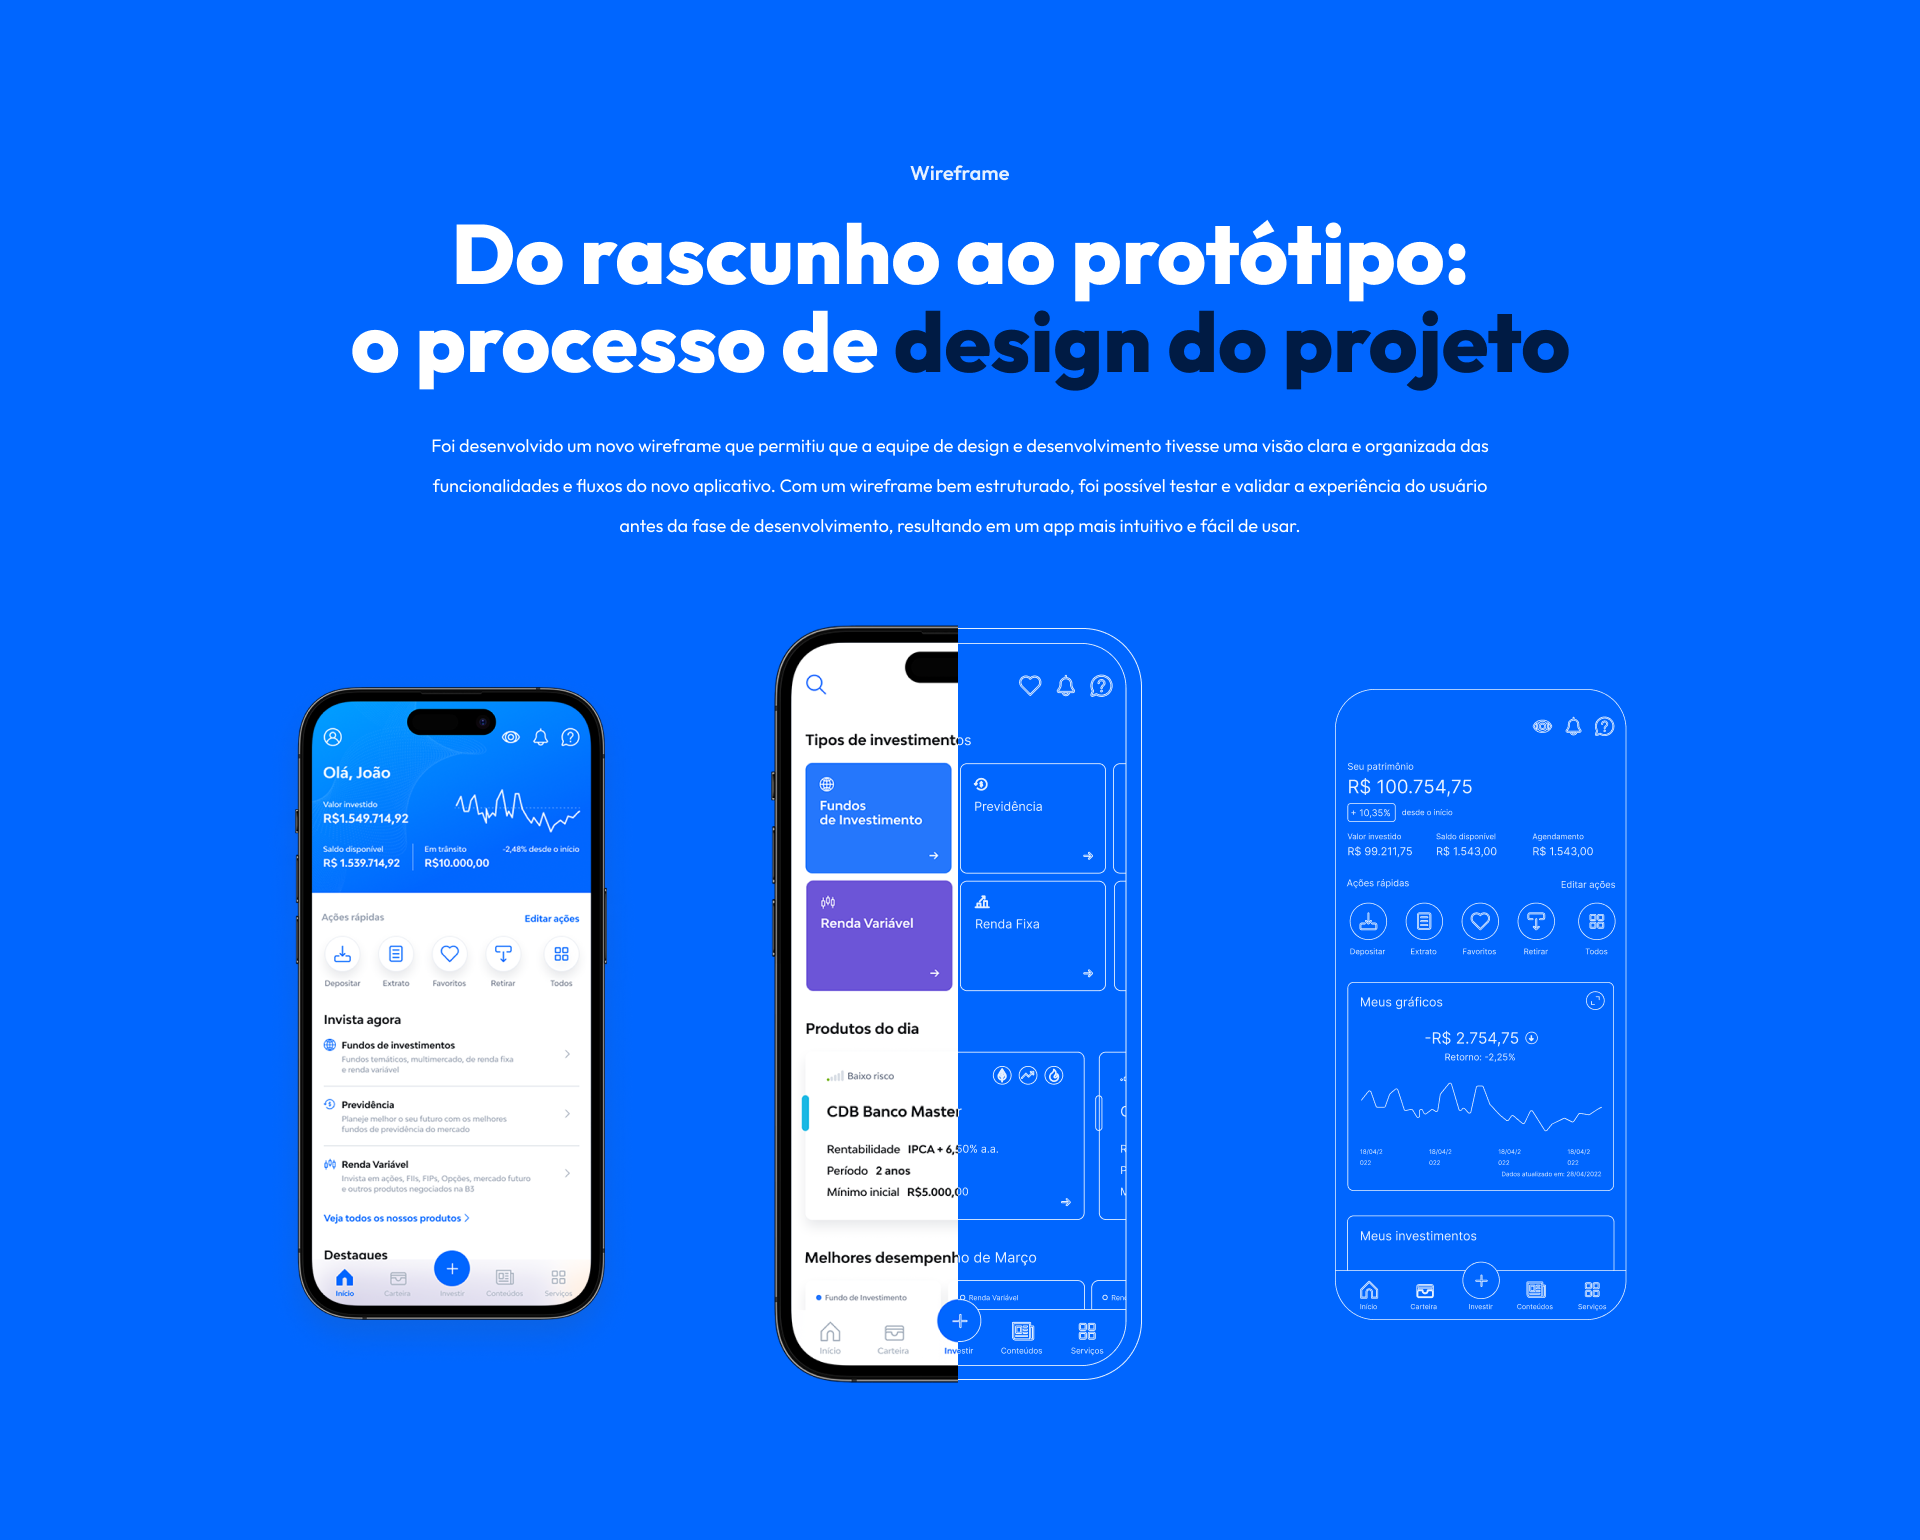 Wireframe
Do rascunho ao protótipo:
o processo de design do projeto
Foi desenvolvido um novo wireframe que permitiu que a equipe de design e desenvolvimento tivesse uma visão clara e organizada das
funcionalidades e fluxos do novo aplicativo. Com um wireframe bem estruturado, foi possível testar e validar a experiência do usuário
antes da fase de desenvolvimento, resultando em um app mais intuitivo e fácil de usar.
Olá, João
Valor investido
R$1.549.714,92
Saldo disponível
R$ 1.539.714,92
Em trânsito
R$10.000,00
-2,48% desde o início
Ações rápidas
Editar ações
Depositar
Extrato
Favoritos
Retirar
Todos
Invista agora
Fundos de investimentos
Fundos temáticos, multimercado, de renda fixa
e renda variável
Previdência
Planeje melhor o seu futuro com os melhores
fundos de previdência do mercado
Renda Variável
Invista em ações, FIIs, FIPs, Opções, mercado futuro
e outros produtos negociados na B3
Veja todos os nossos produtos
Destaques
Início
Carteira
Investir
Conteúdos
Serviços
Tipos de investimentos
Fundos
de Investimento
Previdência
Renda Variável
Renda Fixa
Produtos do dia
Baixo risco
CDB Banco Master
Rentabilidade IPCA + 6,50% a.a.
Período 2 anos
Mínimo inicial R$5.000,00
Melhores desempenho de Março
Fundo de Investimento
Renda Variável
Início
Carteira
Investir
Conteúdos
Serviços
Seu patrimônio
R$ 100.754,75
+ 10,35%
desde o início
Valor investido
R$ 99.211,75
Saldo disponível
R$ 1.543,00
Agendamento
R$ 1.543,00
Ações rápidas
Editar ações
Depositar
Extrato
Favoritos
Retirar
Todos
Meus gráficos
-R$ 2.754,75
Retorno: -2,25%
18/04/2
022
18/04/2
022
18/04/2
022
18/04/2
022
Dados atualizado em: 28/04/2022
Meus investimentos
Início
Carteira
Investir
Conteúdos
Serviços